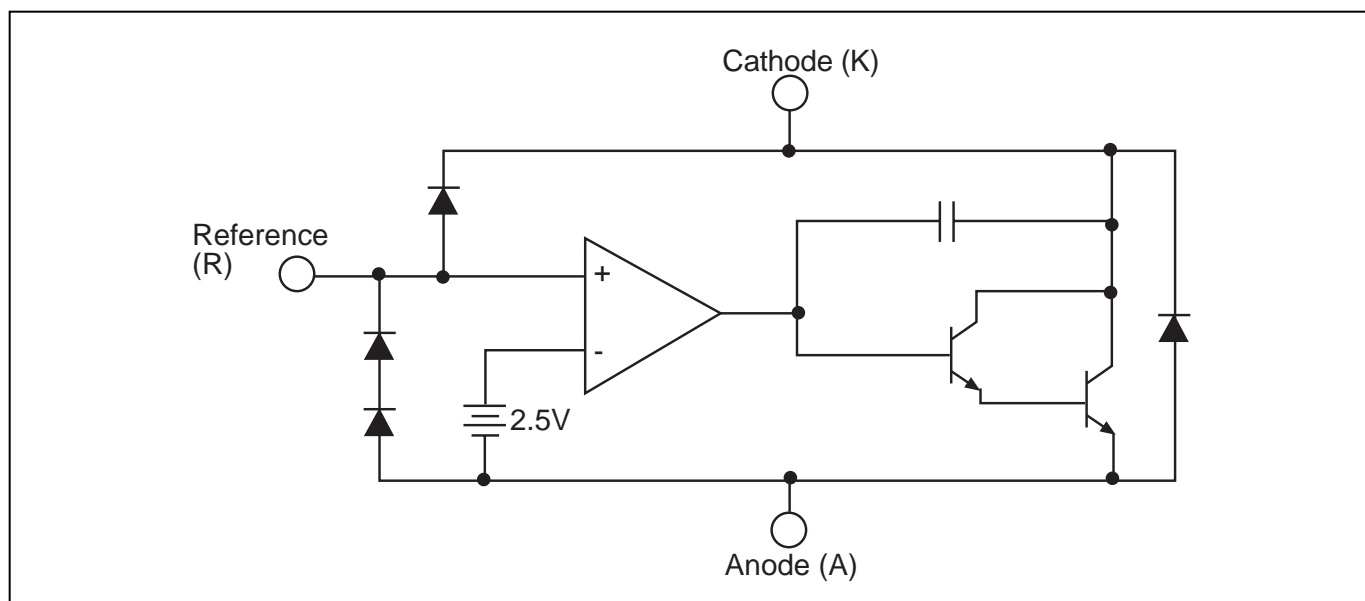 Cathode (K)
Reference
(R)
+
-
2.5V
Anode (A)